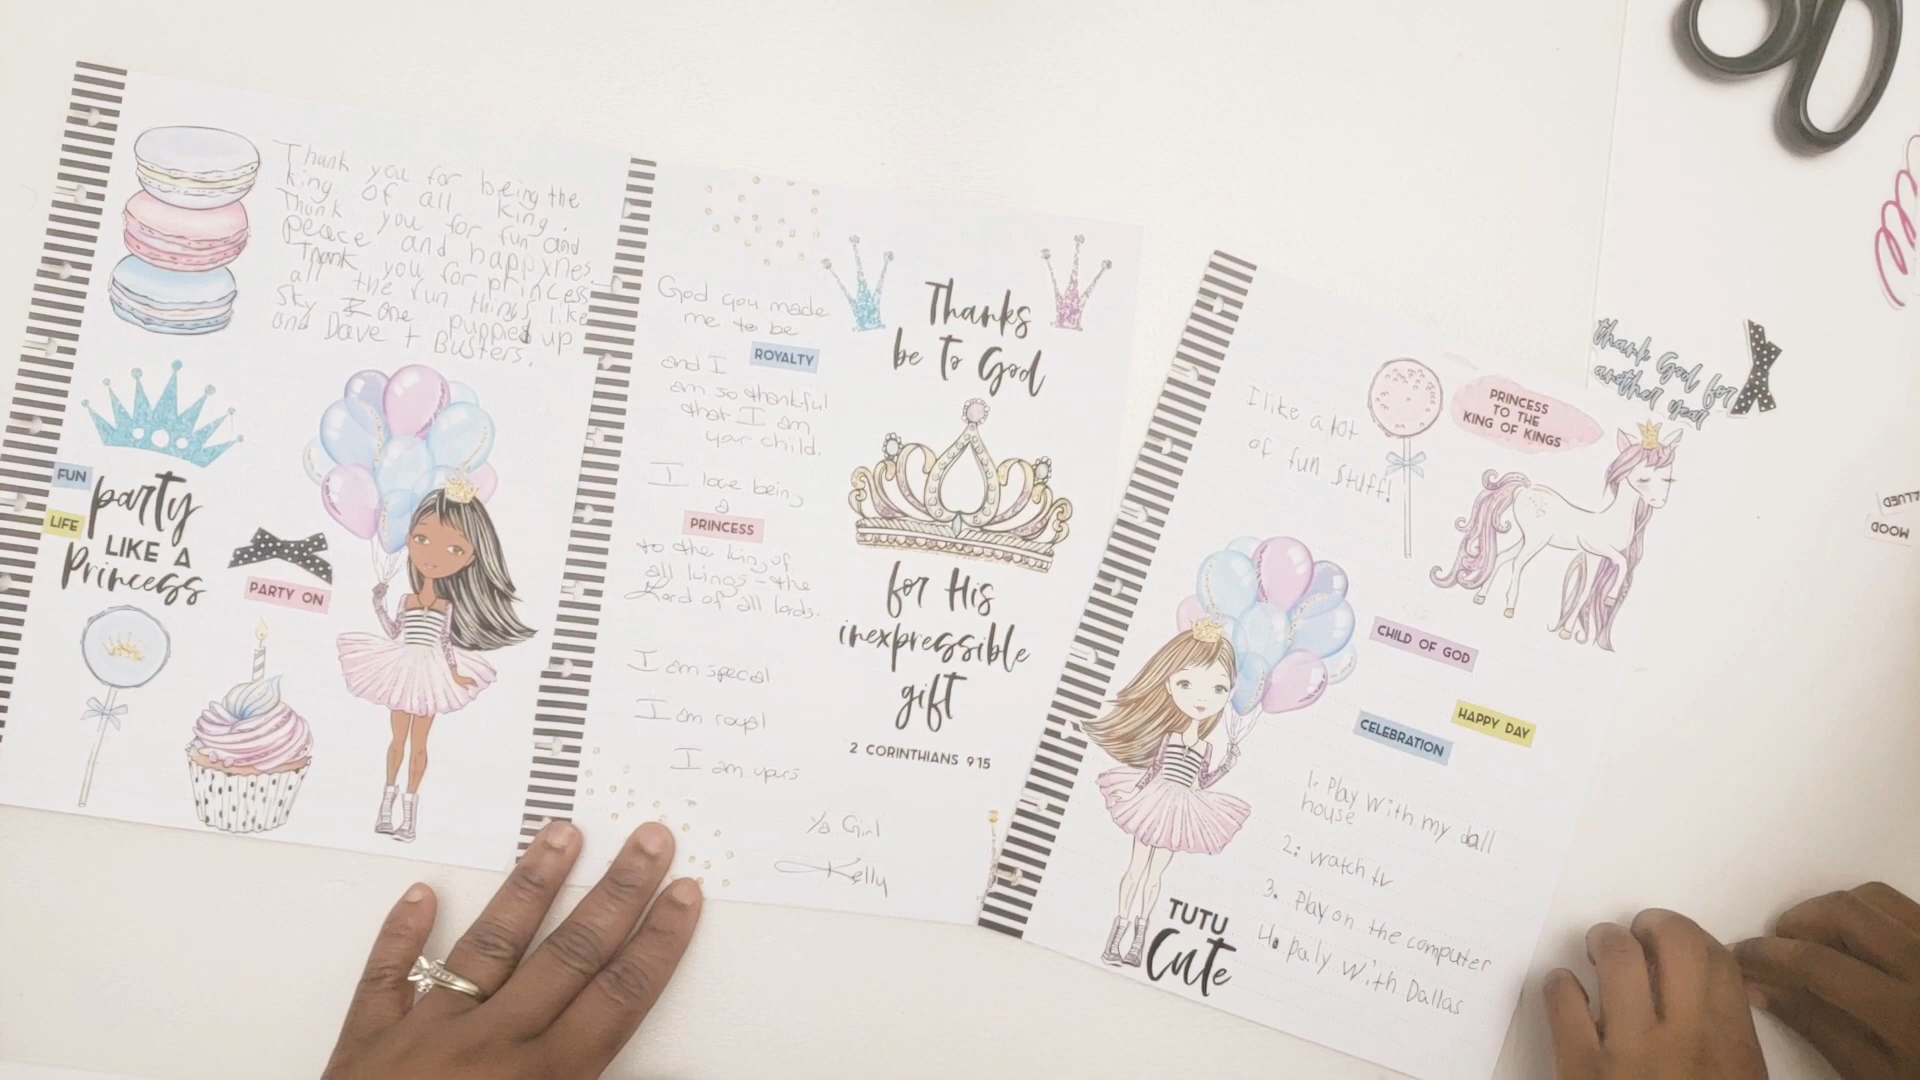 Thank you for being the
king of all king.
Thank you for fun and
peace and happynes.
Thank you for princess
all the fun things like
Sky Zone puppied up
and Dave + Busters.
FUN
LIFE
party
LIKE A
Princess
PARTY ON
God you made
me to be
ROYALTY
and I
am so thankful
that I am
your child.
I love being
a
PRINCESS
to the king of
all kings - the
Lord of all lords.
I am special
I am royal
I am yours
Ya Girl
Kelly
Thanks
be to God
for His
inexpressible
gift
2 CORINTHIANS 9:15
I like a lot
of fun stuff!
PRINCESS
TO THE
KING OF KINGS
CHILD OF GOD
HAPPY DAY
CELEBRATION
1. Play with my doll
house
2. watch tv
3. Play on the computer
4. paly with Dallas
TUTU
Cute
thank God for
another year
MOOD